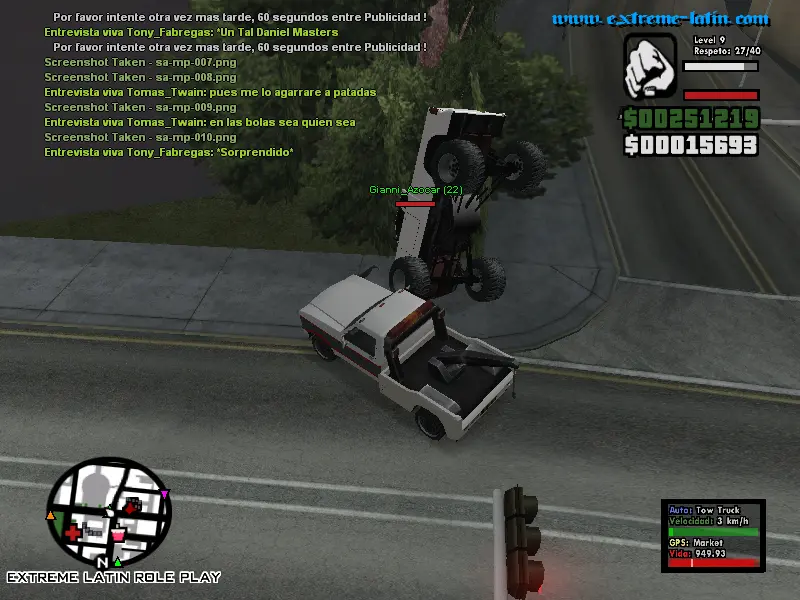 Por favor intente otra vez mas tarde, 60 segundos entre Publicidad !
Entrevista viva Tony_Fabregas: *Un Tal Daniel Masters
Por favor intente otra vez mas tarde, 60 segundos entre Publicidad !
Screenshot Taken - sa-mp-007.png
Screenshot Taken - sa-mp-008.png
Entrevista viva Tomas_Twain: pues me lo agarrare a patadas
Screenshot Taken - sa-mp-009.png
Entrevista viva Tomas_Twain: en las bolas sea quien sea
Screenshot Taken - sa-mp-010.png
Entrevista viva Tony_Fabregas: *Sorprendido*
www.extreme-latin.com
Level 9
Respeto: 27/40
$00251219
$00015693
Gianni_Azocar (22)
Auto: Tow Truck
Velocidad: 3 km/h
GPS: Market
Vida: 949.93
N
EXTREME LATIN ROLE PLAY